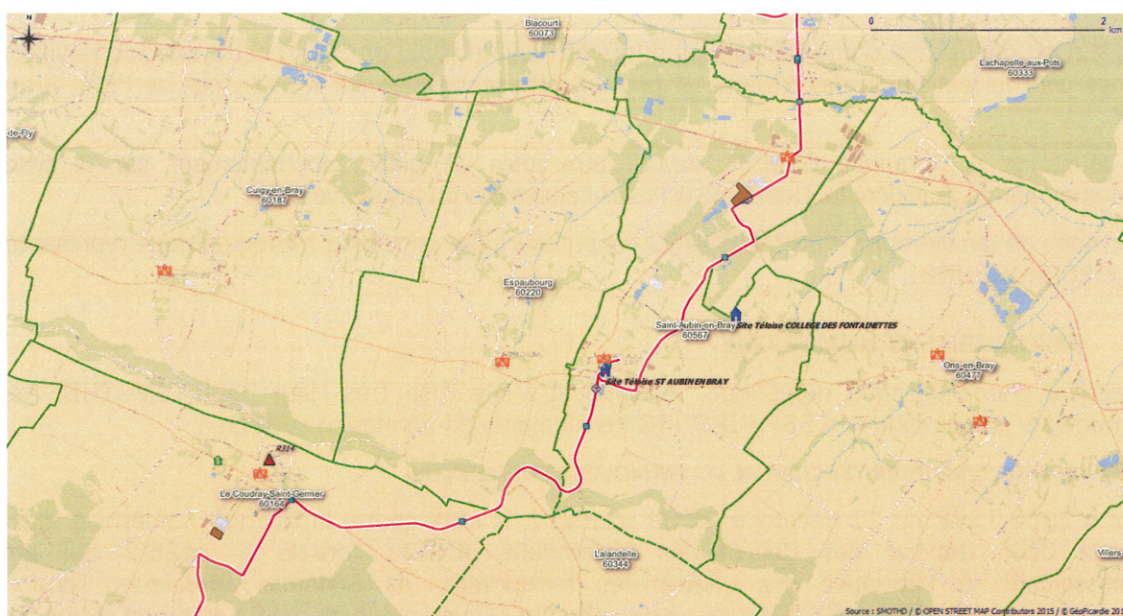 N
Blacourt
60073
0 2
km
Lachapelle-aux-Pots
60333
-de-Fly
Cuigy-en-Bray
60187
Espaubourg
60220
Saint-Aubin-en-Bray
60567
Site Téloise COLLEGE DES FONTAINETTES
Ons-en-Bray
60477
Site Téloise ST AUBIN EN BRAY
R314
Le Coudray-Saint-Germer
60164
Lalandelle
60344
Villers
Source : SMOTHD / © OPEN STREET MAP Contributors 2015 / © GéoPicardie 201